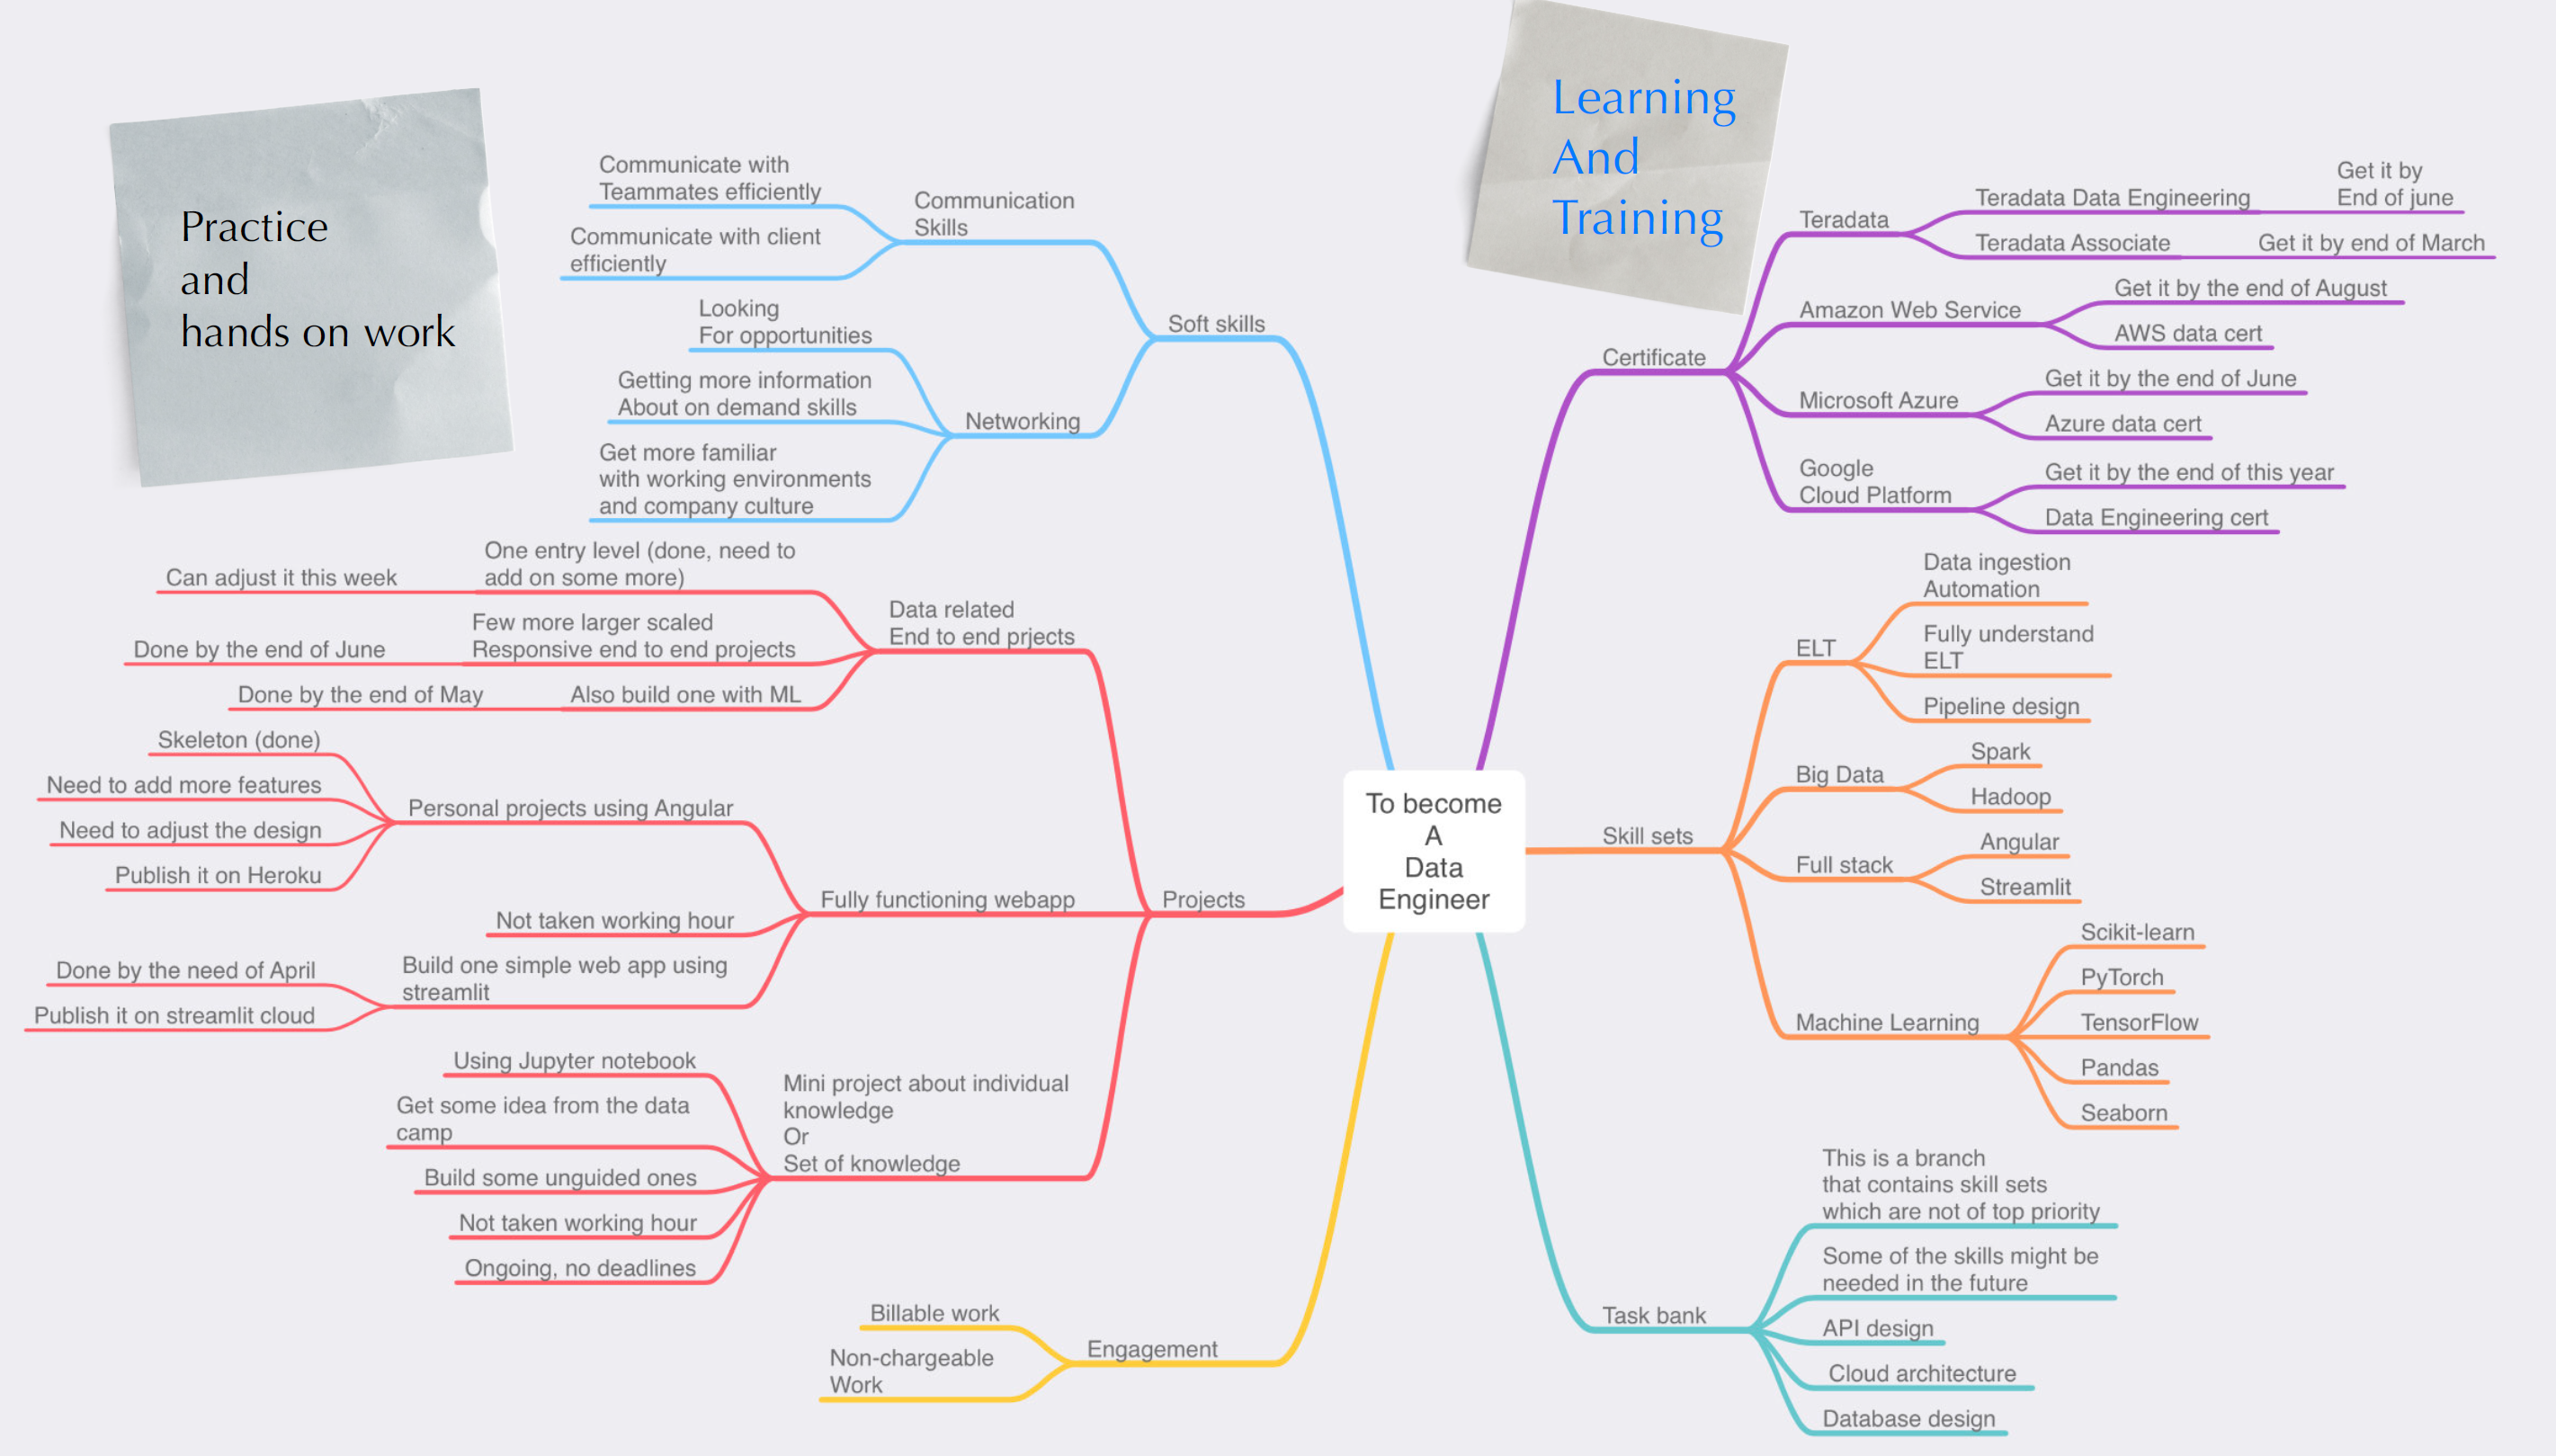 Practice
and
hands on work
Learning
And
Training
To become
A
Data
Engineer
Soft skills
Communication
Skills
Communicate with
Teammates efficiently
Communicate with client
efficiently
Networking
Looking
For opportunities
Getting more information
About on demand skills
Get more familiar
with working environments
and company culture
Projects
Data related
End to end prjects
One entry level (done, need to
add on some more)
Can adjust it this week
Few more larger scaled
Responsive end to end projects
Done by the end of June
Also build one with ML
Done by the end of May
Fully functioning webapp
Personal projects using Angular
Skeleton (done)
Need to add more features
Need to adjust the design
Publish it on Heroku
Not taken working hour
Build one simple web app using
streamlit
Done by the need of April
Publish it on streamlit cloud
Mini project about individual
knowledge
Or
Set of knowledge
Using Jupyter notebook
Get some idea from the data
camp
Build some unguided ones
Not taken working hour
Ongoing, no deadlines
Engagement
Billable work
Non-chargeable
Work
Certificate
Teradata
Teradata Data Engineering
Get it by
End of june
Teradata Associate
Get it by end of March
Amazon Web Service
Get it by the end of August
AWS data cert
Microsoft Azure
Get it by the end of June
Azure data cert
Google
Cloud Platform
Get it by the end of this year
Data Engineering cert
Skill sets
ELT
Data ingestion
Automation
Fully understand
ELT
Pipeline design
Big Data
Spark
Hadoop
Full stack
Angular
Streamlit
Machine Learning
Scikit-learn
PyTorch
TensorFlow
Pandas
Seaborn
Task bank
This is a branch
that contains skill sets
which are not of top priority
Some of the skills might be
needed in the future
API design
Cloud architecture
Database design